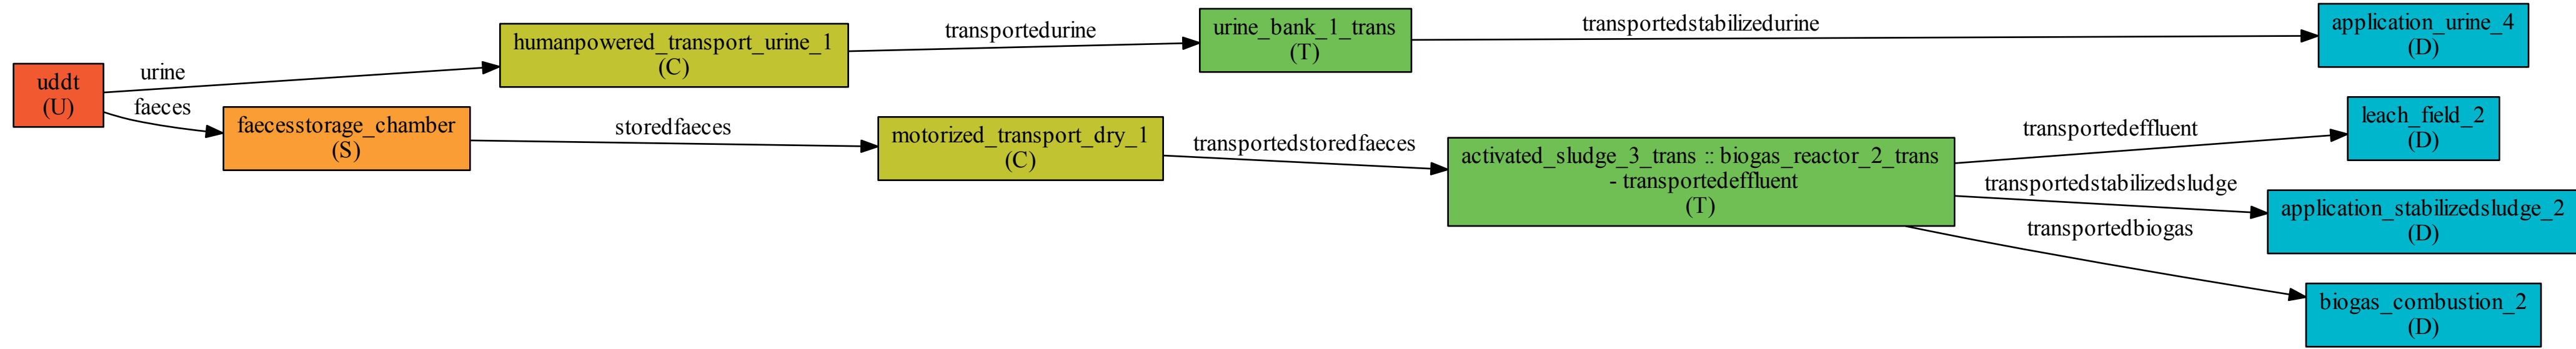 uddt
(U)
urine
faeces
humanpowered_transport_urine_1
(C)
transportedurine
urine_bank_1_trans
(T)
transportedstabilizedurine
application_urine_4
(D)
faecesstorage_chamber
(S)
storedfaeces
motorized_transport_dry_1
(C)
transportedstoredfaeces
activated_sludge_3_trans :: biogas_reactor_2_trans
- transportedeffluent
(T)
transportedeffluent
leach_field_2
(D)
transportedstabilizedsludge
application_stabilizedsludge_2
(D)
transportedbiogas
biogas_combustion_2
(D)